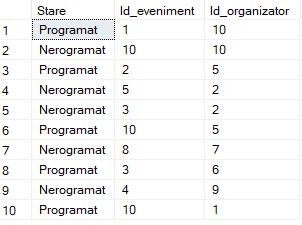 Stare Id_eveniment Id_organizator
1 Programat 1 10
2 Nerogramat 10 10
3 Programat 2 5
4 Nerogramat 5 2
5 Nerogramat 3 2
6 Programat 10 5
7 Nerogramat 8 7
8 Programat 3 6
9 Nerogramat 4 9
10 Programat 10 1